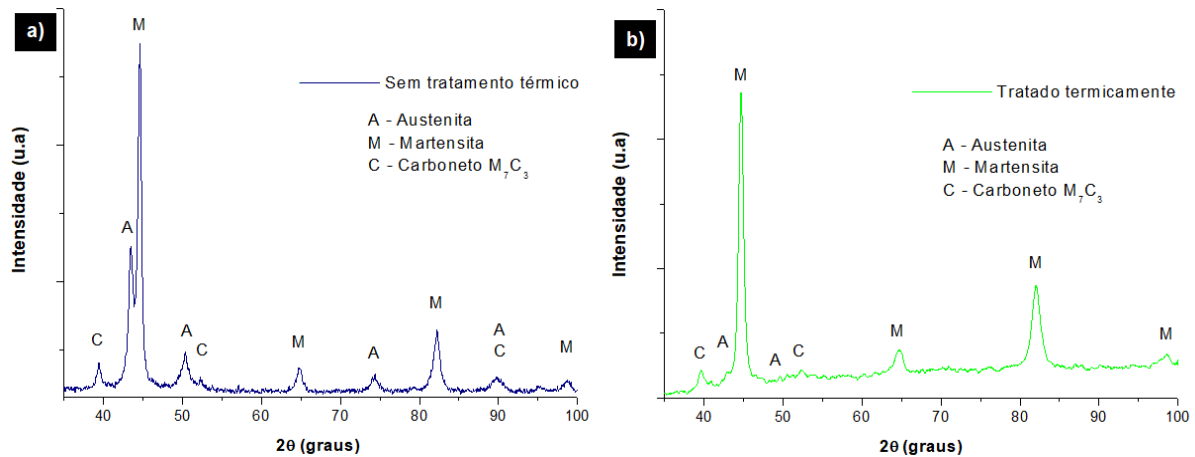 a)
M
Sem tratamento térmico
A - Austenita
M - Martensita
C - Carboneto M₇C₃
A
C
A
C
M
A
M
A
C
M
Intensidade (u.a)
40 50 60 70 80 90 100
2θ (graus)
b)
M
Tratado termicamente
A - Austenita
M - Martensita
C - Carboneto M₇C₃
C
A
A
C
M
M
M
Intensidade (u.a)
40 50 60 70 80 90 100
2θ (graus)